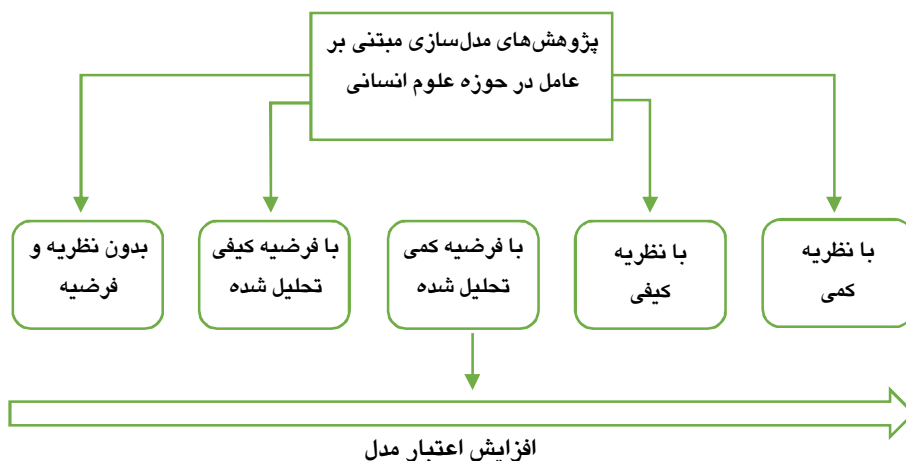 پژوهش‌های مدل‌سازی مبتنی بر
عامل در حوزه علوم انسانی
با نظریه
کمی
با نظریه
کیفی
با فرضیه کمی
تحلیل شده
با فرضیه کیفی
تحلیل شده
بدون نظریه و
فرضیه
افزایش اعتبار مدل